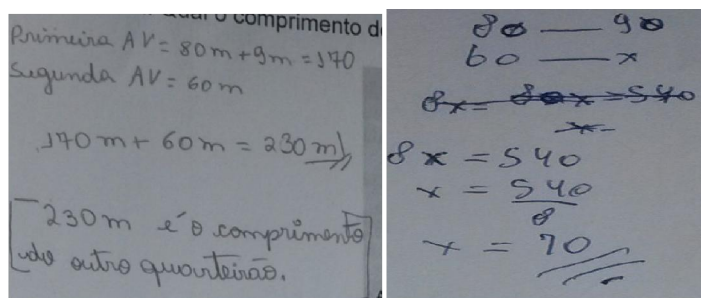 o comprimento d
Primeira AV = 80m + 9m = 170
Segunda AV = 60m
170m + 60m = 230m
230m é o comprimento
do outro quarteirão.
80 — 90
60 — x
8x = 80x = 540
8x = 540
x = 540
8
x = 70